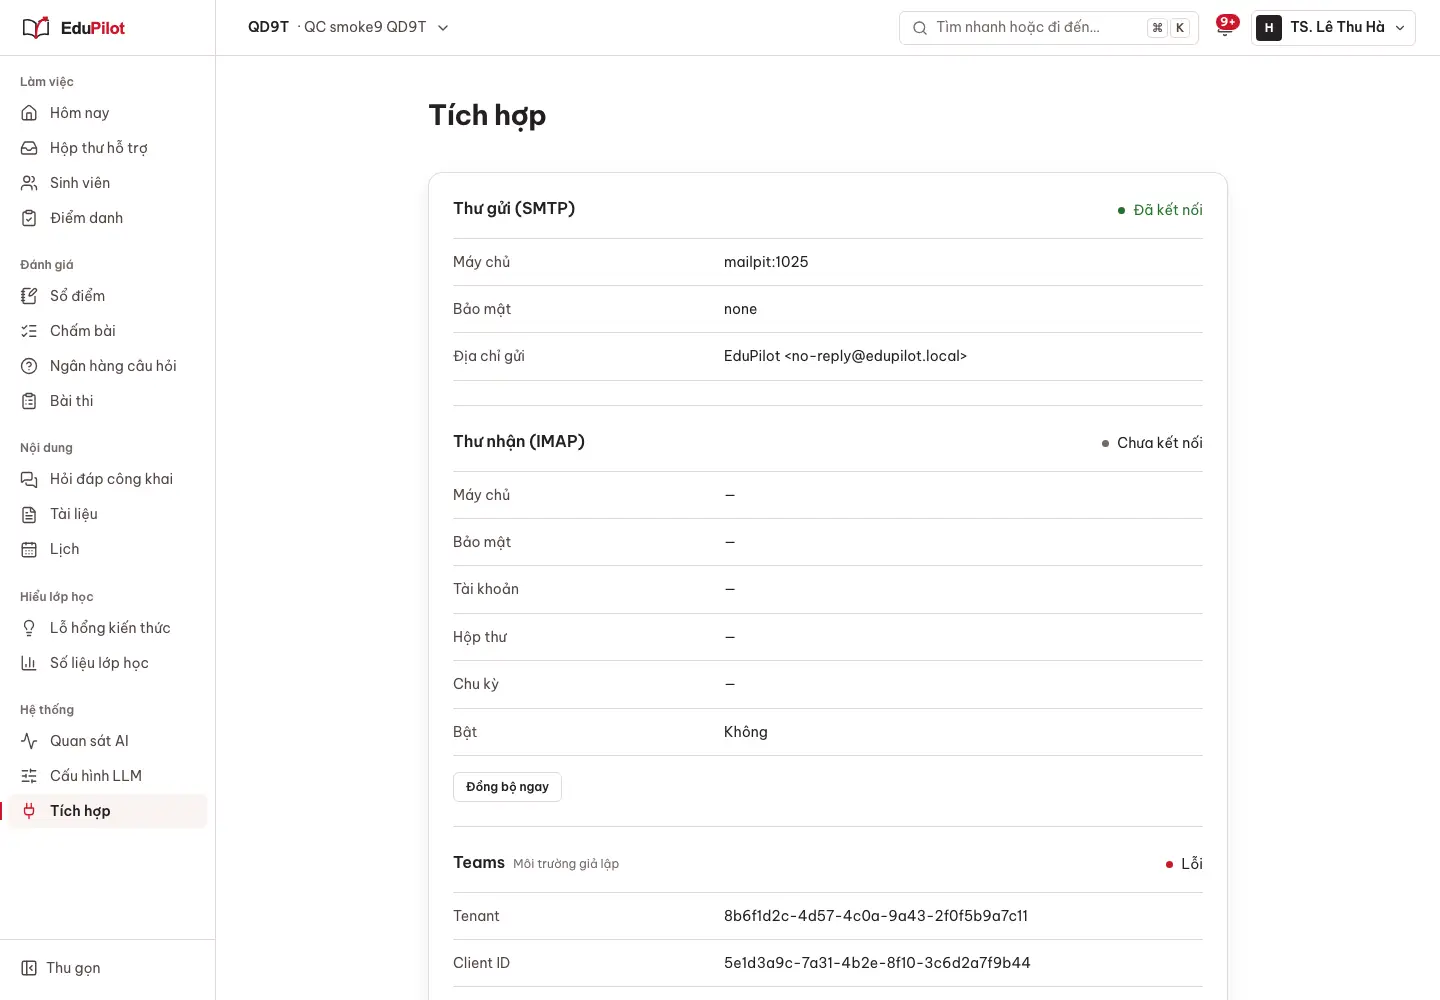 EduPilot
QD9T · QC smoke9 QD9T
Tìm nhanh hoặc đi đến... ⌘ K
9+
H TS. Lê Thu Hà
Làm việc
Hôm nay
Hộp thư hỗ trợ
Sinh viên
Điểm danh
Đánh giá
Sổ điểm
Chấm bài
Ngân hàng câu hỏi
Bài thi
Nội dung
Hỏi đáp công khai
Tài liệu
Lịch
Hiểu lớp học
Lỗ hổng kiến thức
Số liệu lớp học
Hệ thống
Quan sát AI
Cấu hình LLM
Tích hợp
Thu gọn
Tích hợp
Thư gửi (SMTP) Đã kết nối
Máy chủ mailpit:1025
Bảo mật none
Địa chỉ gửi EduPilot <no-reply@edupilot.local>
Thư nhận (IMAP) Chưa kết nối
Máy chủ —
Bảo mật —
Tài khoản —
Hộp thư —
Chu kỳ —
Bật Không
Đồng bộ ngay
Teams Môi trường giả lập Lỗi
Tenant 8b6f1d2c-4d57-4c0a-9a43-2f0f5b9a7c11
Client ID 5e1d3a9c-7a31-4b2e-8f10-3c6d2a7f9b44